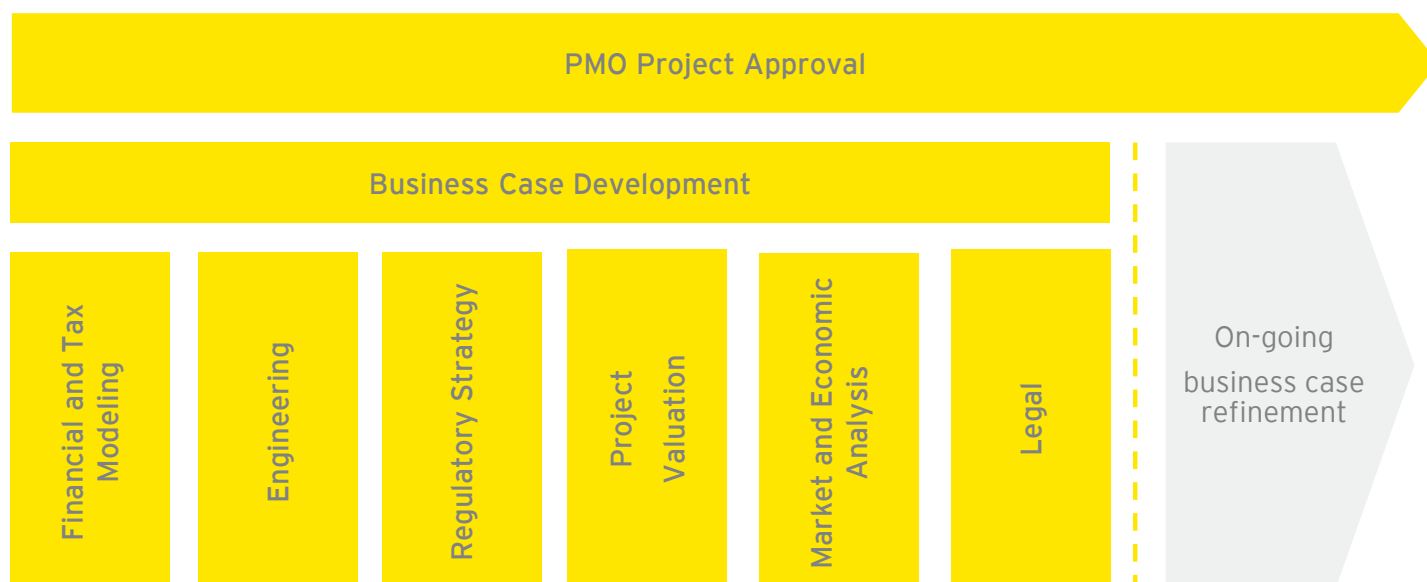 PMO Project Approval
Business Case Development
Financial and Tax
Modeling
Engineering
Regulatory Strategy
Project
Valuation
Market and Economic
Analysis
Legal
On-going
business case
refinement